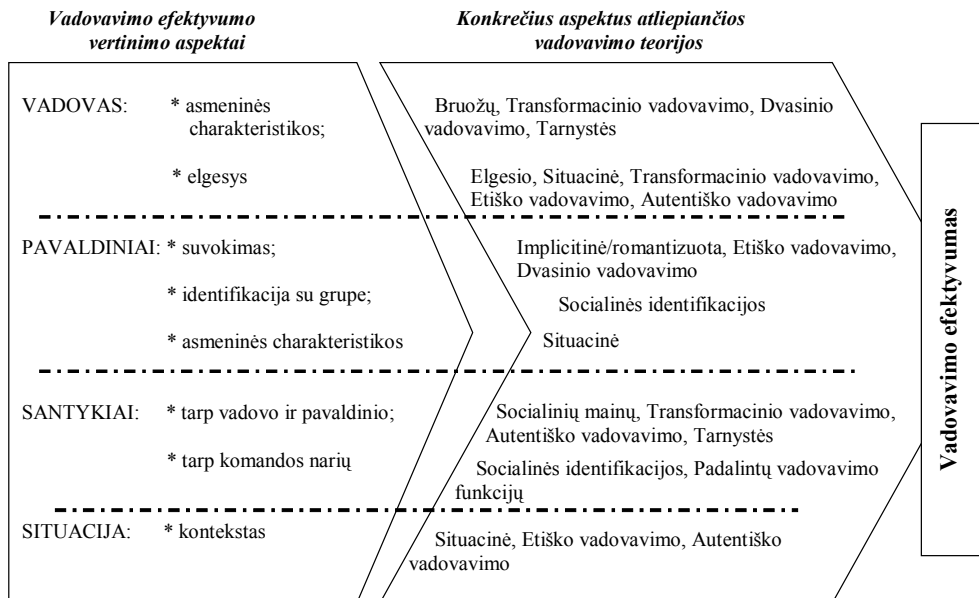 Vadovavimo efektyvumo
vertinimo aspektai
Konkrečius aspektus atliepiančios
vadovavimo teorijos
VADOVAS: * asmeninės
charakteristikos;
Bruožų, Transformacinio vadovavimo, Dvasinio
vadovavimo, Tarnystės
* elgesys
Elgesio, Situacinė, Transformacinio vadovavimo,
Etiško vadovavimo, Autentiško vadovavimo
PAVALDINIAI: * suvokimas;
Implicitinė/romantizuota, Etiško vadovavimo,
Dvasinio vadovavimo
* identifikacija su grupe;
Socialinės identifikacijos
* asmeninės charakteristikos
Situacinė
SANTYKIAI: * tarp vadovo ir pavaldinio;
Socialinių mainų, Transformacinio vadovavimo,
Autentiško vadovavimo, Tarnystės
* tarp komandos narių
Socialinės identifikacijos, Padalintų vadovavimo
funkcijų
SITUACIJA: * kontekstas
Situacinė, Etiško vadovavimo, Autentiško
vadovavimo
Vadovavimo efektyvumas